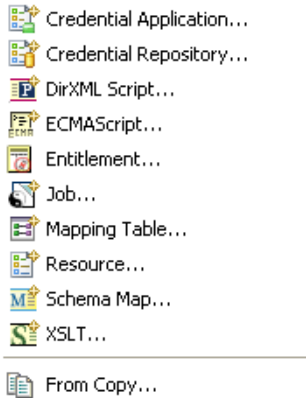 Credential Application...
Credential Repository...
DirXML Script...
ECMAScript...
Entitlement...
Job...
Mapping Table...
Resource...
Schema Map...
XSLT...
From Copy...